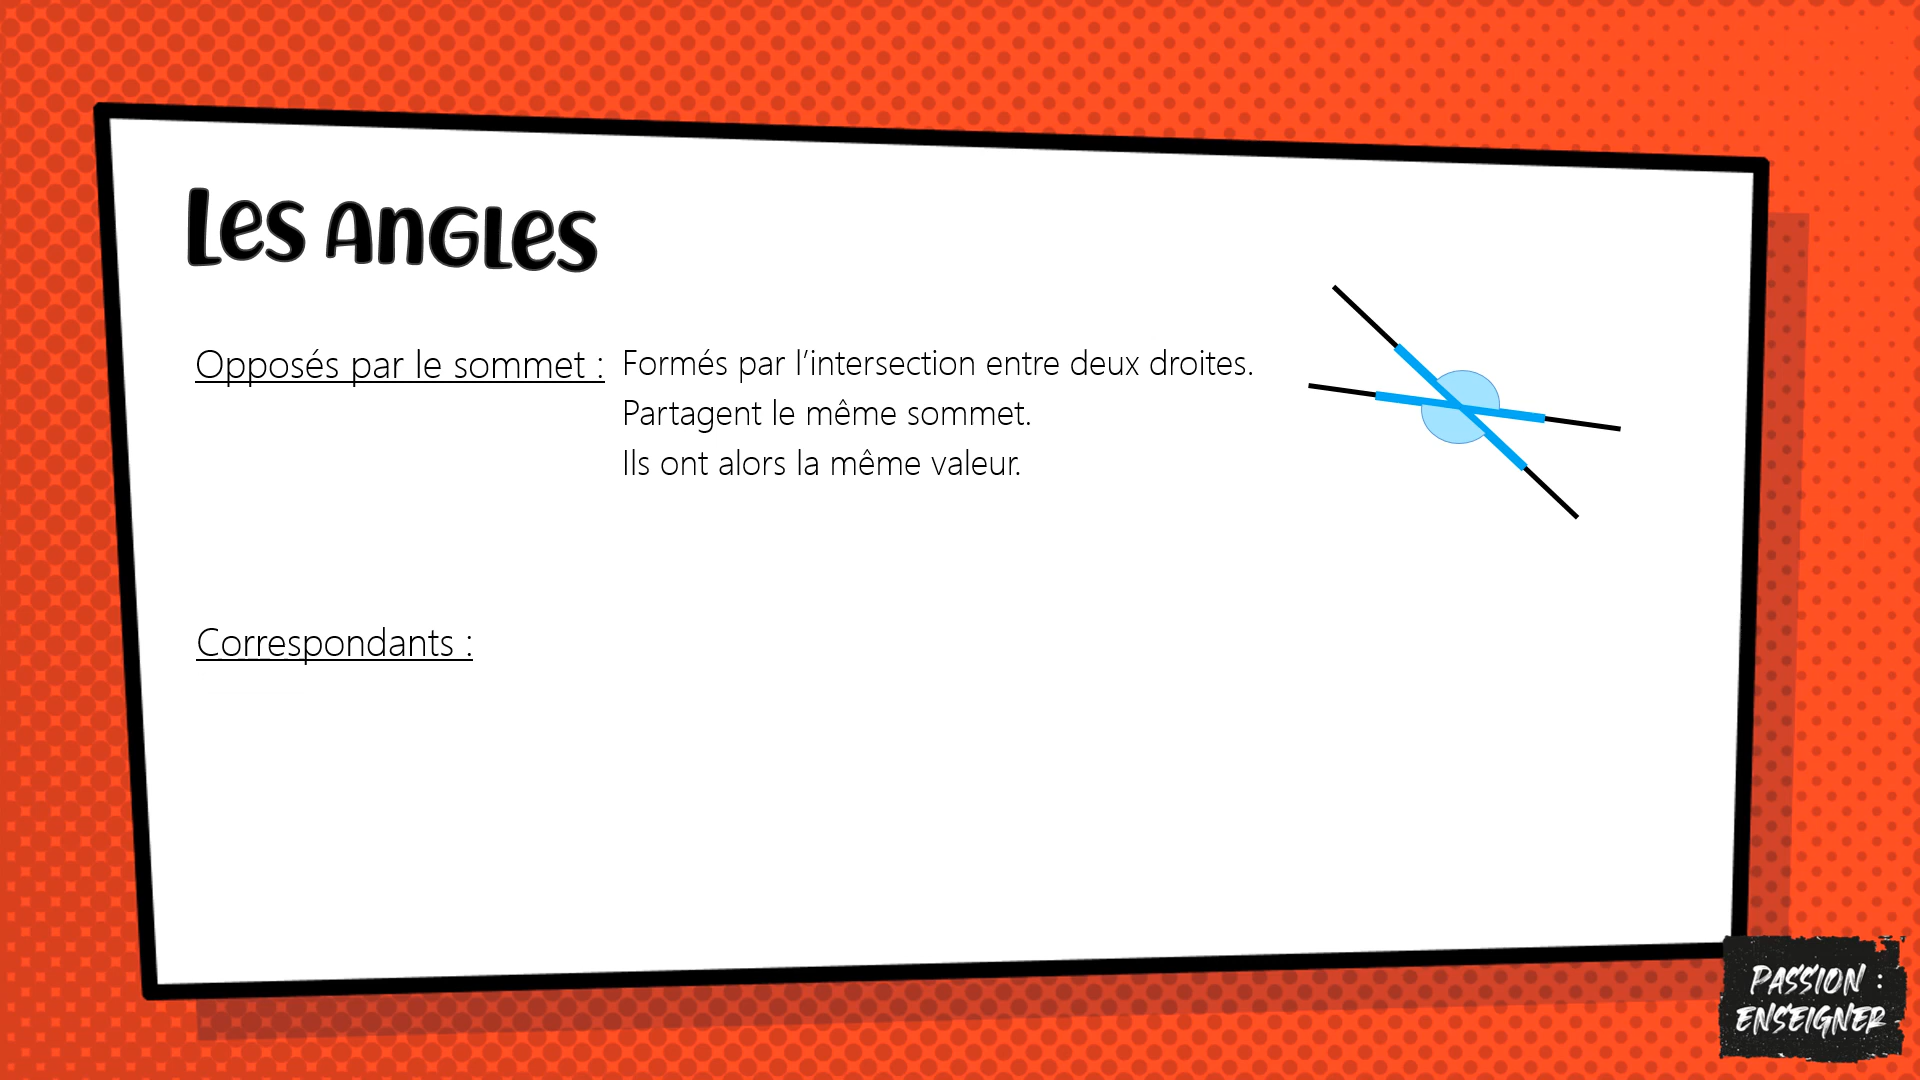 Les Angles
Opposés par le sommet : Formés par l’intersection entre deux droites.
Partagent le même sommet.
Ils ont alors la même valeur.
Correspondants :
PASSION :
ENSEIGNER